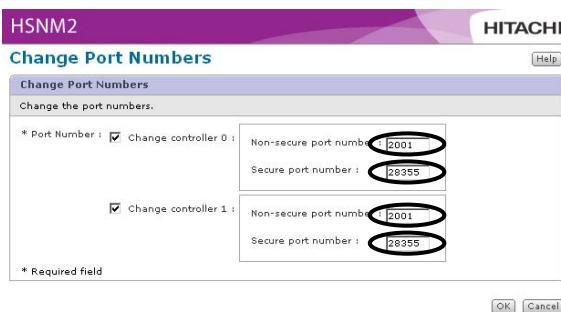 HSNM2
HITACHI
Change Port Numbers
Help
Change Port Numbers
Change the port numbers.
* Port Number : Change controller 0 :
Non-secure port number : 2001
Secure port number : 28355
Change controller 1 :
Non-secure port number : 2001
Secure port number : 28355
* Required field
OK Cancel